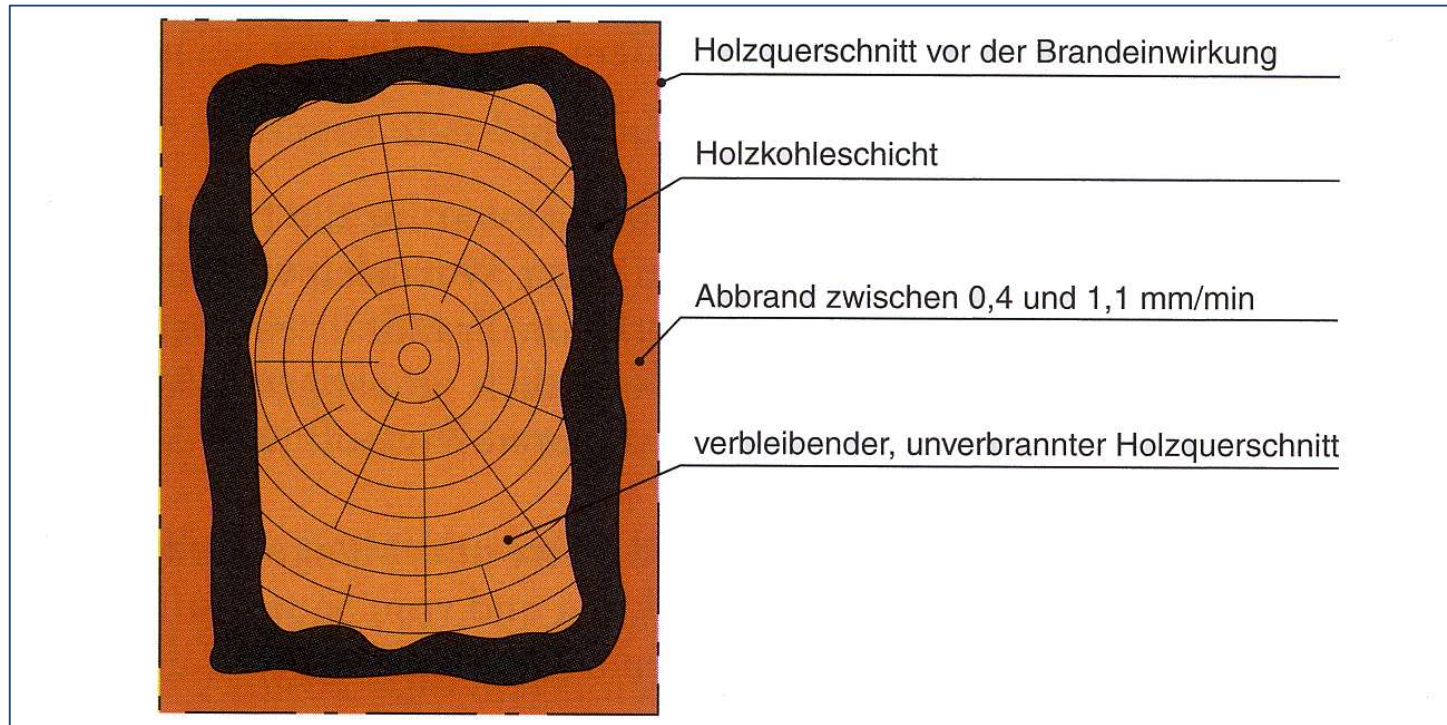 Holzquerschnitt vor der Brandeinwirkung
Holzkohleschicht
Abbrand zwischen 0,4 und 1,1 mm/min
verbleibender, unverbrannter Holzquerschnitt